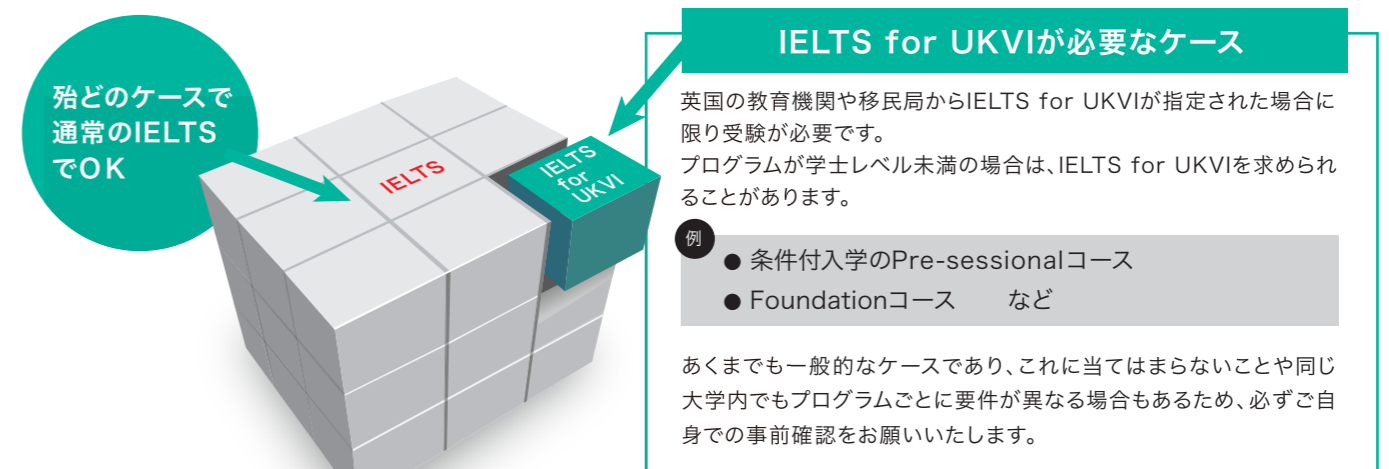 殆どのケースで
通常のIELTS
でOK
IELTS
IELTS
for
UKVI
IELTS for UKVIが必要なケース
英国の教育機関や移民局からIELTS for UKVIが指定された場合に
限り受験が必要です。
プログラムが学士レベル未満の場合は、IELTS for UKVIを求められ
ることがあります。
例
● 条件付入学のPre-sessionalコース
● Foundationコース　　など
あくまでも一般的なケースであり、これに当てはまらないことや同じ
大学内でもプログラムごとに要件が異なる場合もあるため、必ずご自
身での事前確認をお願いいたします。